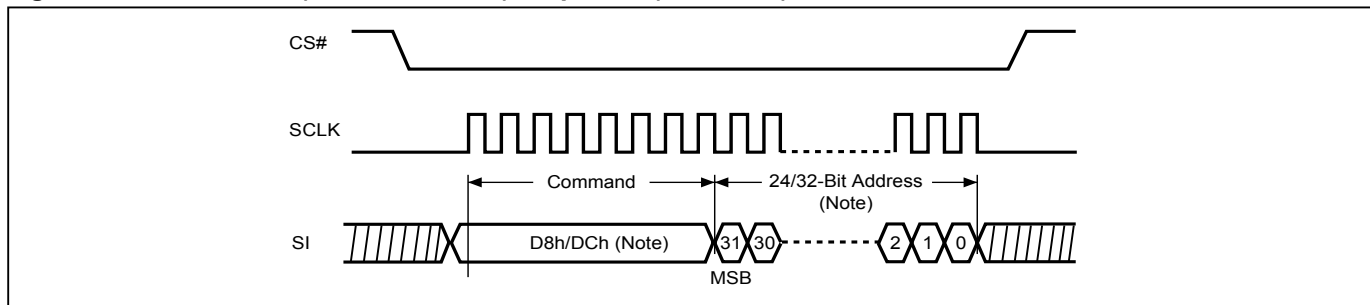 CS#
SCLK
Command
24/32-Bit Address
(Note)
SI
D8h/DCh (Note)
31
30
2
1
0
MSB